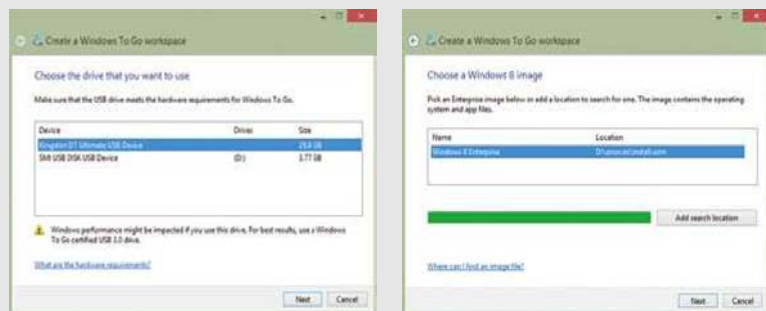 Create a Windows To Go workspace
Choose the drive that you want to use
Make sure that the USB drive meets the hardware requirements for Windows To Go.
Device Drives Size
Kingston DT Ultimate USB Device
SMI USB DISK USB Device (D:) 3.77 GB
Windows performance might be impacted if you use this drive. For best results, use a Windows
To Go certified USB 3.0 drive.
What are the hardware requirements?
Next Cancel
Create a Windows To Go workspace
Choose a Windows 8 image
Pick an Enterprise image below or add a location to search for one. The image contains the operating
system and app files.
Name Location
Windows 8 Enterprise D:\sources\install.wim
Add search location
Where can I find an image file?
Next Cancel